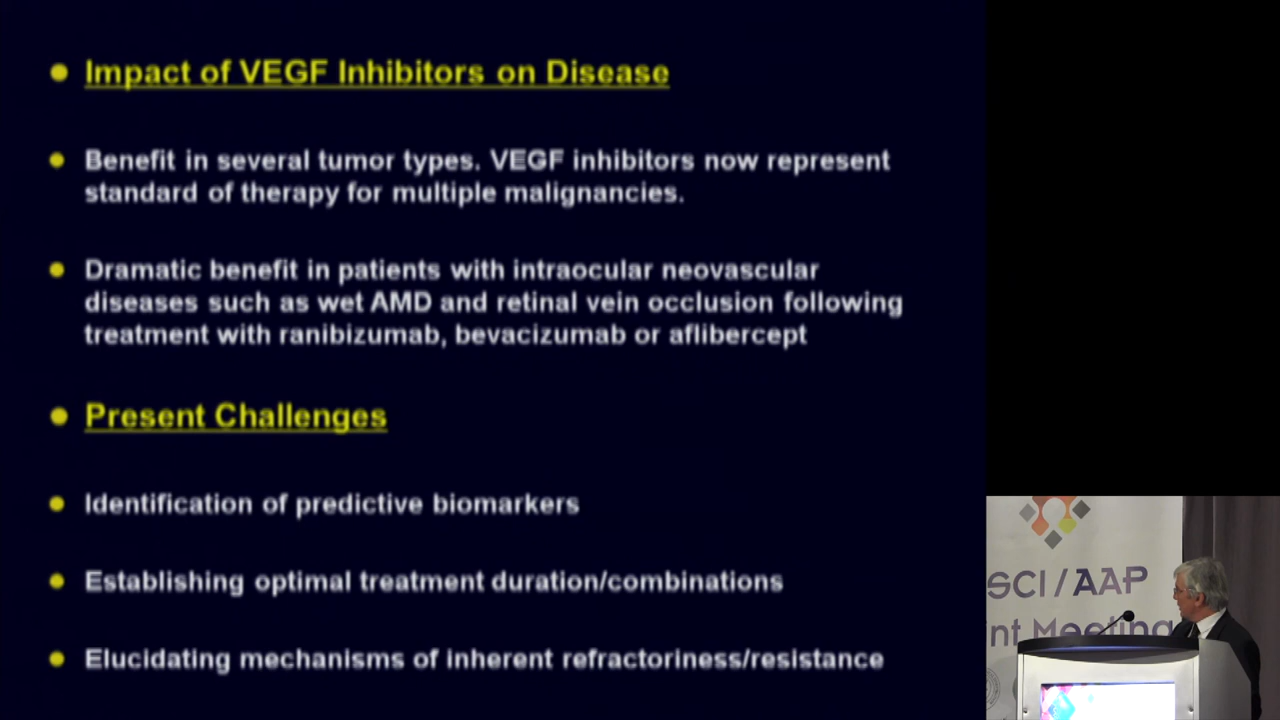 Impact of VEGF Inhibitors on Disease
Benefit in several tumor types. VEGF inhibitors now represent
standard of therapy for multiple malignancies.
Dramatic benefit in patients with intraocular neovascular
diseases such as wet AMD and retinal vein occlusion following
treatment with ranibizumab, bevacizumab or aflibercept
Present Challenges
Identification of predictive biomarkers
Establishing optimal treatment duration/combinations
Elucidating mechanisms of inherent refractoriness/resistance
SCI/AAP
nt Meeting